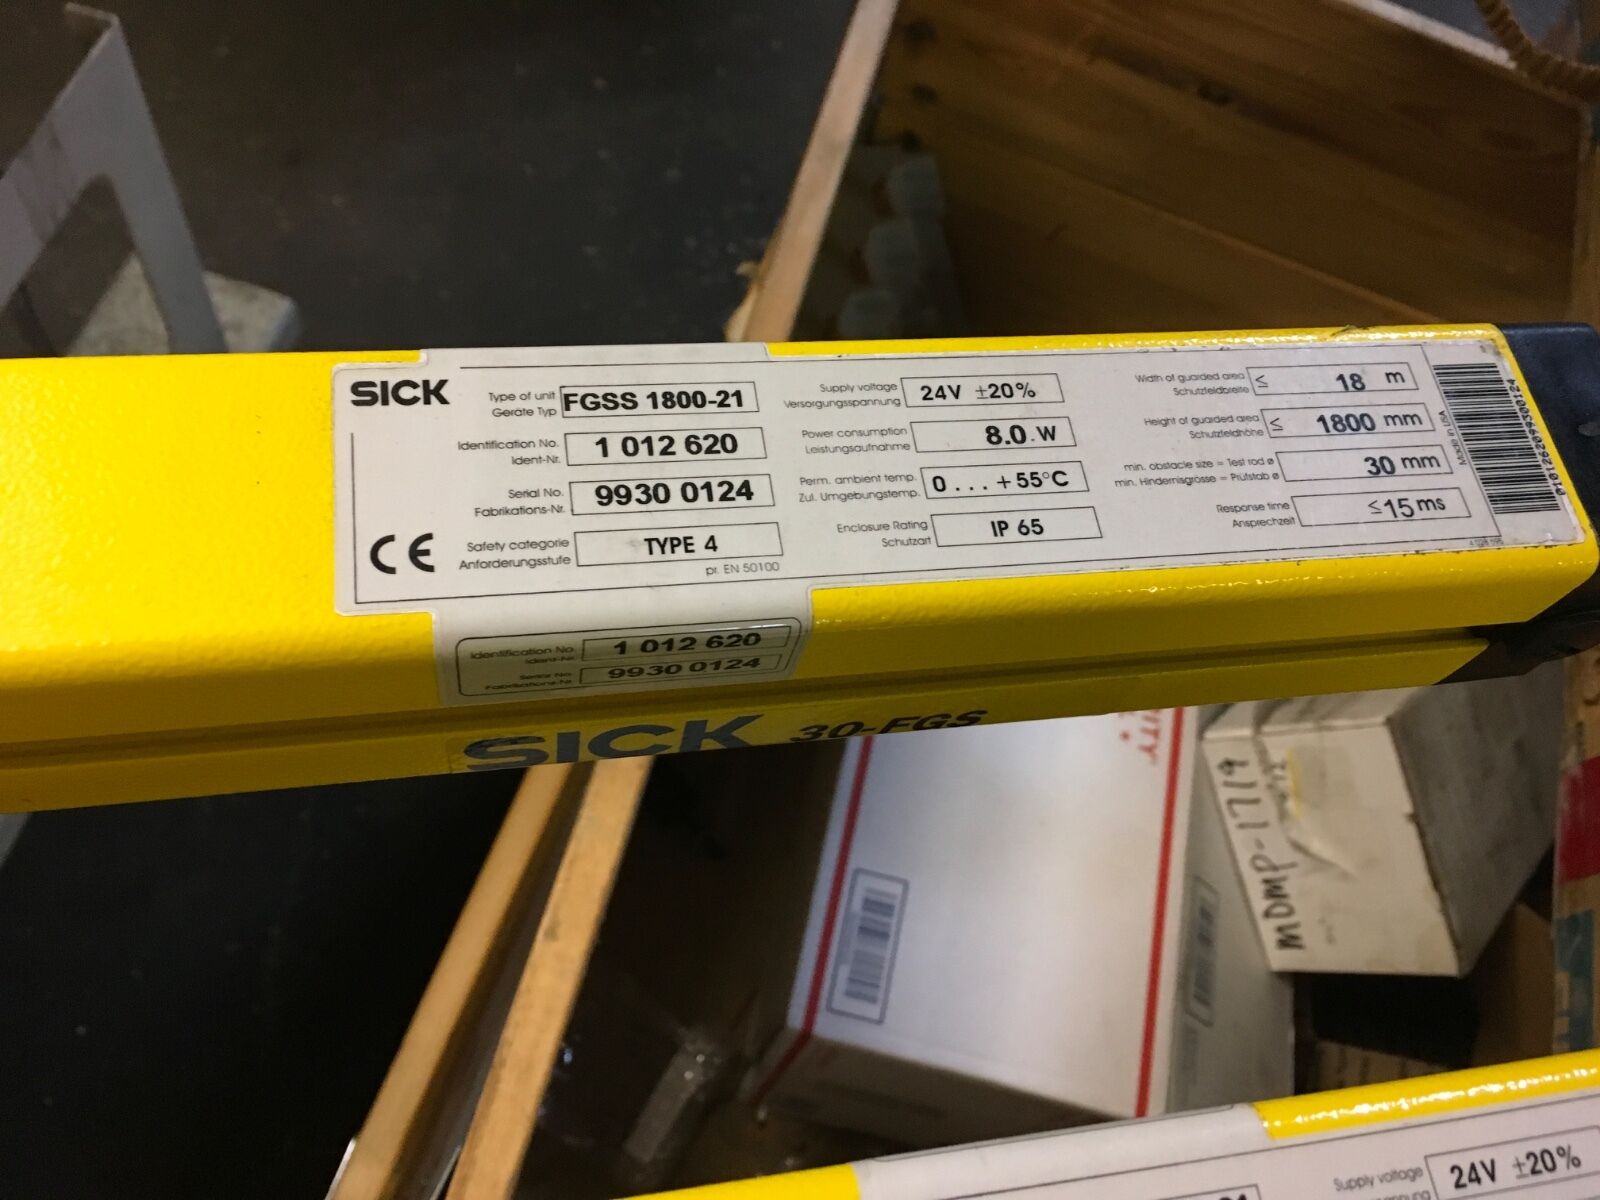 SICK
Type of unit
Geräte Typ
FGSS 1800-21
Identification No.
Ident-Nr.
1 012 620
Serial No.
Fabrikations-Nr.
9930 0124
CE
Safety categorie
Anforderungsstufe
TYPE 4
pr. EN 50100
Supply voltage
Versorgungsspannung
24V ±20%
Power consumption
Leistungsaufnahme
8.0.W
Perm. ambient temp.
Zul. Umgebungstemp.
0...+55°C
Enclosure Rating
Schutzart
IP 65
Width of guarded area
Schutzfeldbreite
≤ 18 m
Height of guarded area
Schutzfeldhöhe
≤ 1800 mm
min. obstacle size = Test rod ø
min. Hindernisgrösse = Prüfstab ø
30 mm
Response time
Ansprechzeit
≤15 ms
Made in USA
0101262099300124
Identification No.
Ident-Nr.
1 012 620
Serial No.
Fabrikations-Nr.
9930 0124
SICK 30-FGS
MDMP-1719
Supply voltage
24V ±20%